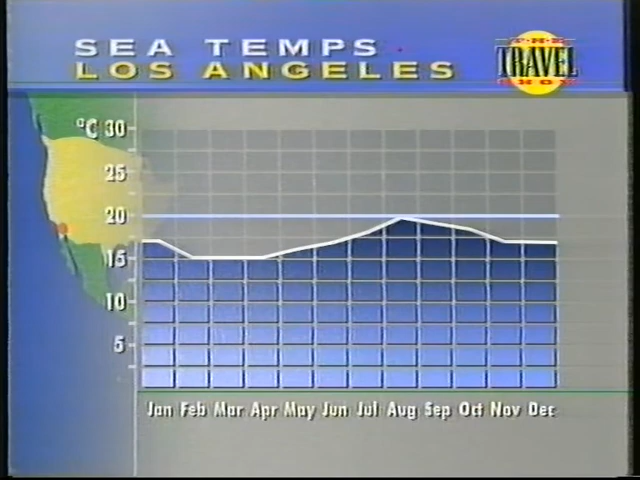 SEA TEMPS
LOS ANGELES
THE
TRAVEL
SHOW
°C 30
25
20
15
10
5
Jan Feb Mar Apr May Jun Jul Aug Sep Oct Nov Dec